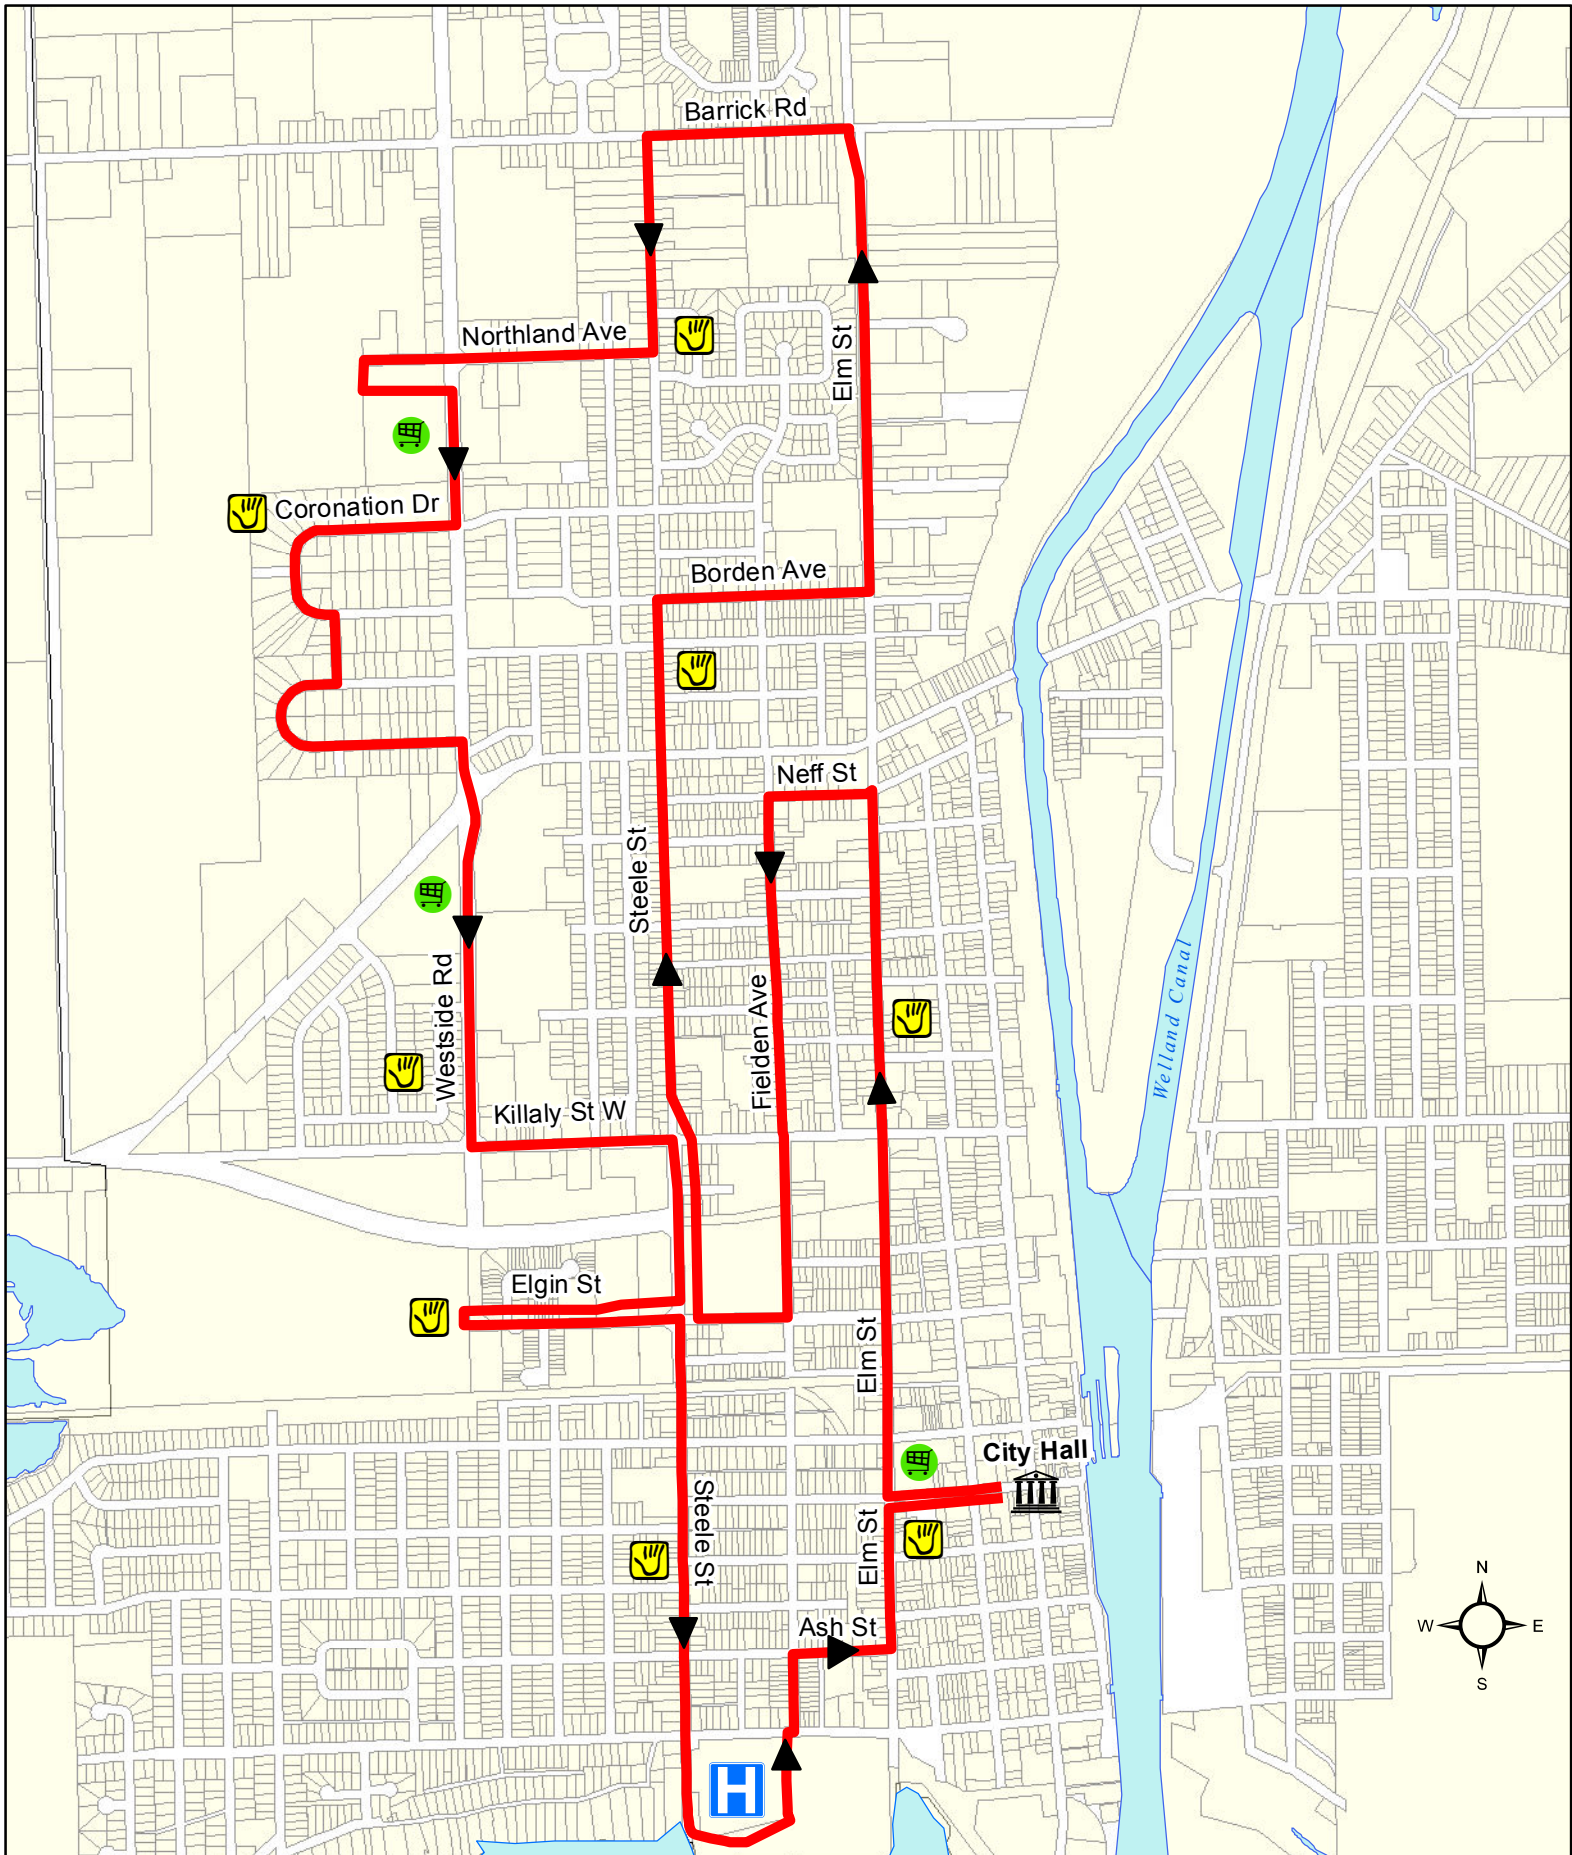 Barrick Rd
Northland Ave
Elm St
Coronation Dr
Borden Ave
Neff St
Steele St
Welland Canal
Westside Rd
Fielden Ave
Killaly St W
Elgin St
Elm St
City Hall
Steele St
Elm St
Ash St
N
W
E
S
H